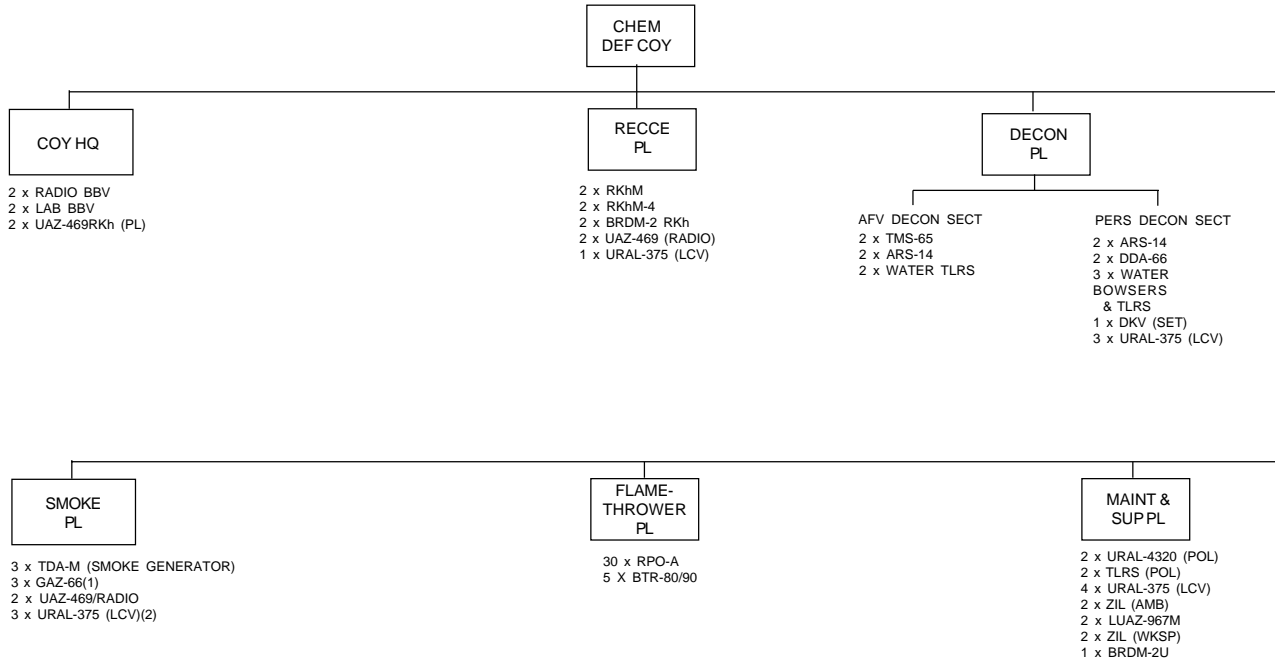 CHEM
DEF COY
COY HQ
2 x RADIO BBV
2 x LAB BBV
2 x UAZ-469RKh (PL)
RECCE
PL
2 x RKhM
2 x RKhM-4
2 x BRDM-2 RKh
2 x UAZ-469 (RADIO)
1 x URAL-375 (LCV)
DECON
PL
AFV DECON SECT
2 x TMS-65
2 x ARS-14
2 x WATER TLRS
PERS DECON SECT
2 x ARS-14
2 x DDA-66
3 x WATER
BOWSERS
& TLRS
1 x DKV (SET)
3 x URAL-375 (LCV)
SMOKE
PL
3 x TDA-M (SMOKE GENERATOR)
3 x GAZ-66(1)
2 x UAZ-469/RADIO
3 x URAL-375 (LCV)(2)
FLAME-
THROWER
PL
30 x RPO-A
5 X BTR-80/90
MAINT &
SUP PL
2 x URAL-4320 (POL)
2 x TLRS (POL)
4 x URAL-375 (LCV)
2 x ZIL (AMB)
2 x LUAZ-967M
2 x ZIL (WKSP)
1 x BRDM-2U